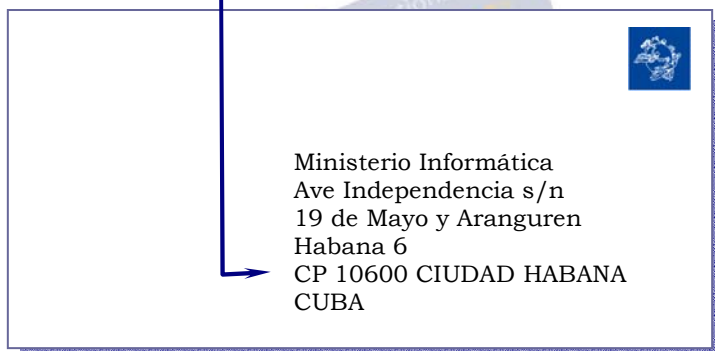 Ministerio Informática
Ave Independencia s/n
19 de Mayo y Aranguren
Habana 6
CP 10600 CIUDAD HABANA
CUBA